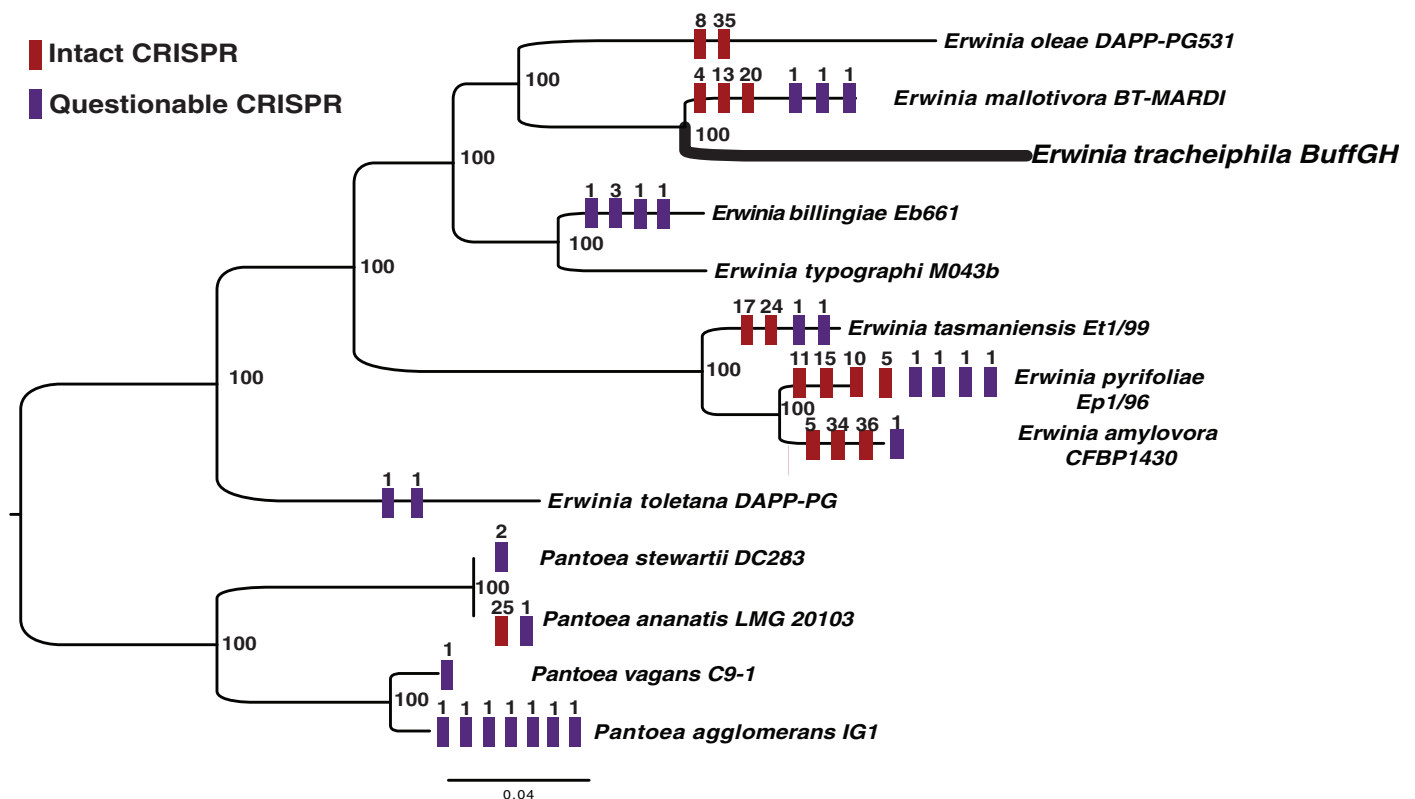 8 35
Erwinia oleae DAPP-PG531
Intact CRISPR
100
4 13 20 1 1 1
Erwinia mallotivora BT-MARDI
Questionable CRISPR
100
Erwinia tracheiphila BuffGH
100
1 3 1 1
Erwinia billingiae Eb661
100
Erwinia typographi M043b
100
17 24 1 1
Erwinia tasmaniensis Et1/99
100
11 15 10 5 1 1 1 1
Erwinia pyrifoliae
Ep1/96
100
100
5 34 36 1
Erwinia amylovora
CFBP1430
1 1
Erwinia toletana DAPP-PG
2
Pantoea stewartii DC283
100
25 1
Pantoea ananatis LMG 20103
100
1
Pantoea vagans C9-1
100
1 1 1 1 1 1 1
Pantoea agglomerans IG1
0.04